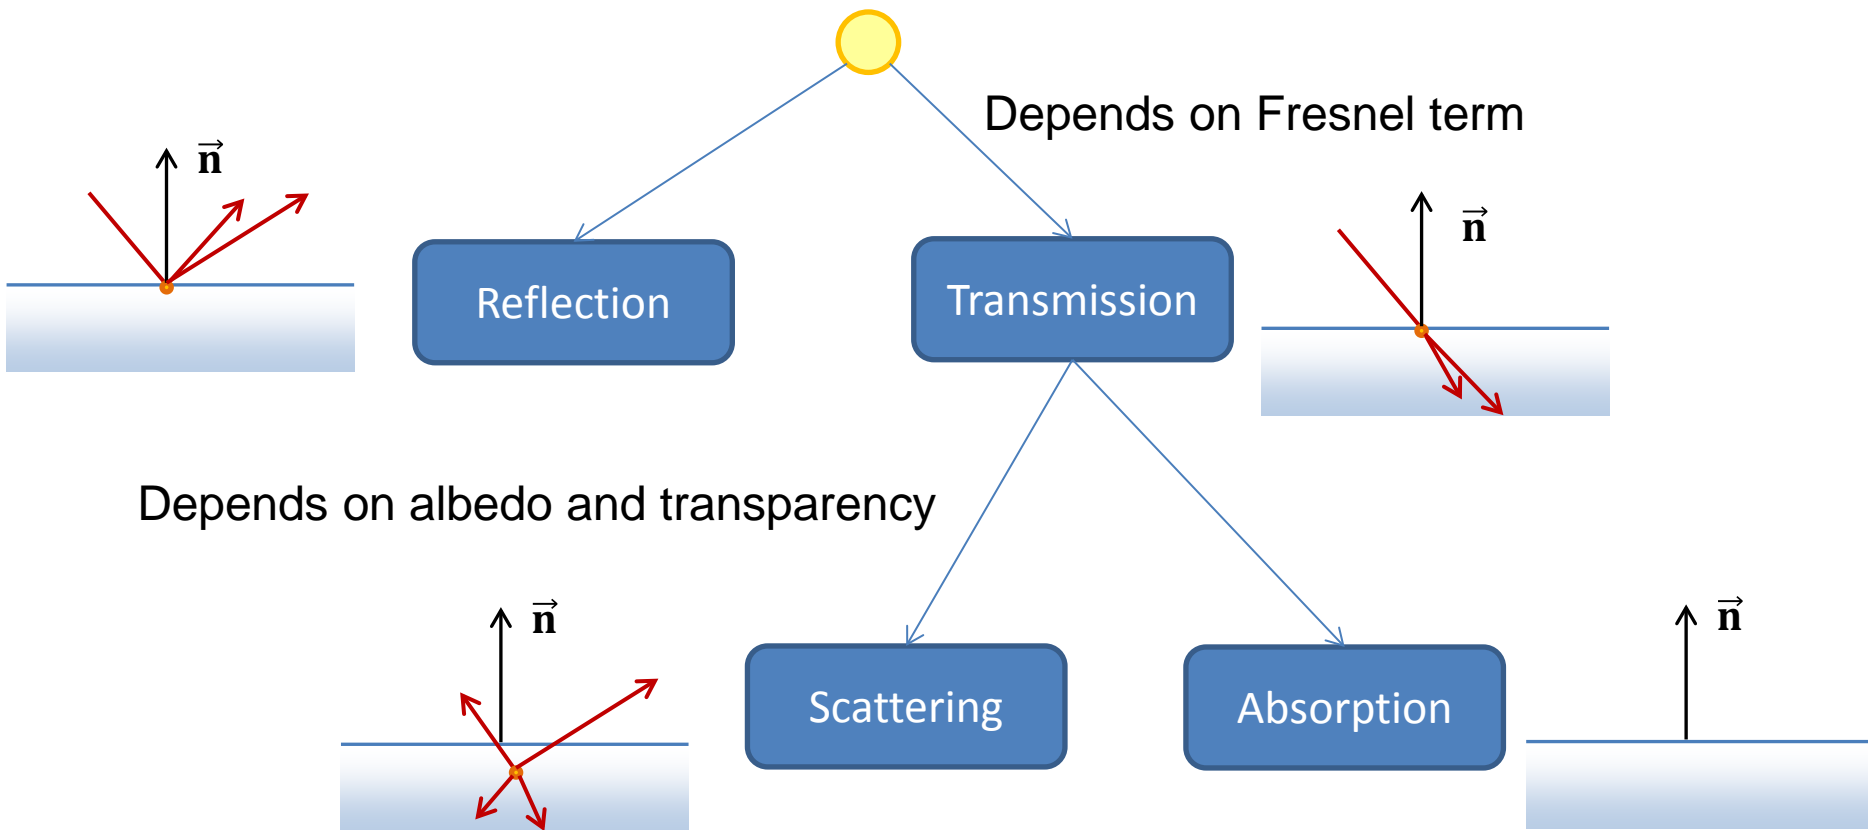 Depends on Fresnel term
n⃗
n⃗
Reflection
Transmission
Depends on albedo and transparency
n⃗
n⃗
Scattering
Absorption